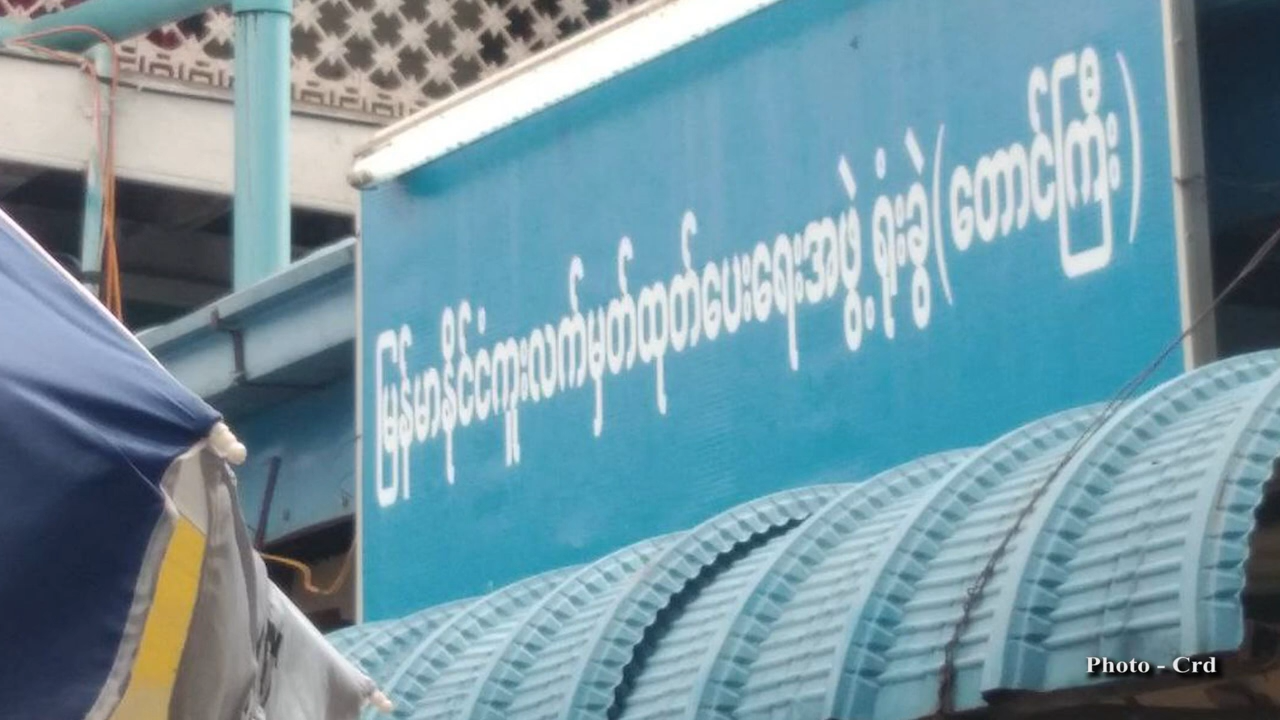 မြန်မာနိုင်ငံကူးလက်မှတ်ထုတ်ပေးရေးအဖွဲ့ ရုံးခွဲ(တောင်ကြီး)
Photo - Crd